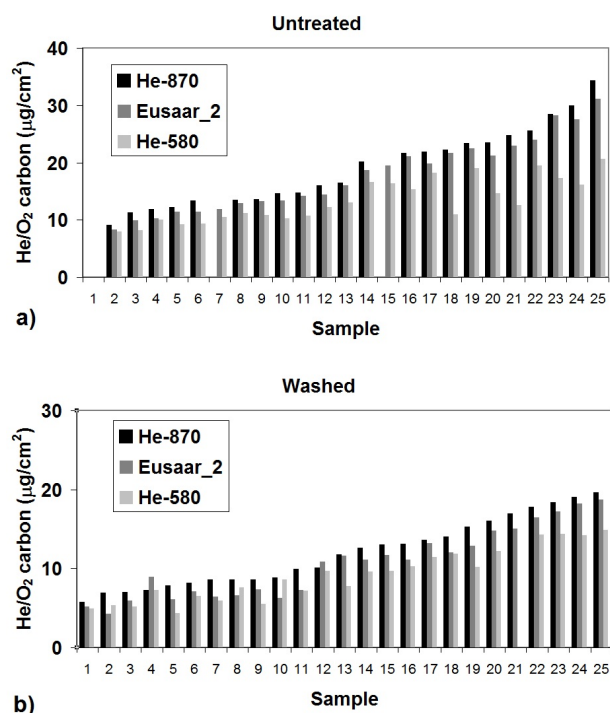 Untreated
40
30
20
10
0
He/O₂ carbon (µg/cm²)
He-870
Eusaar_2
He-580
1 2 3 4 5 6 7 8 9 10 11 12 13 14 15 16 17 18 19 20 21 22 23 24 25
a)
Sample
Washed
30
20
10
0
He/O₂ carbon (µg/cm²)
He-870
Eusaar_2
He-580
1 2 3 4 5 6 7 8 9 10 11 12 13 14 15 16 17 18 19 20 21 22 23 24 25
b)
Sample